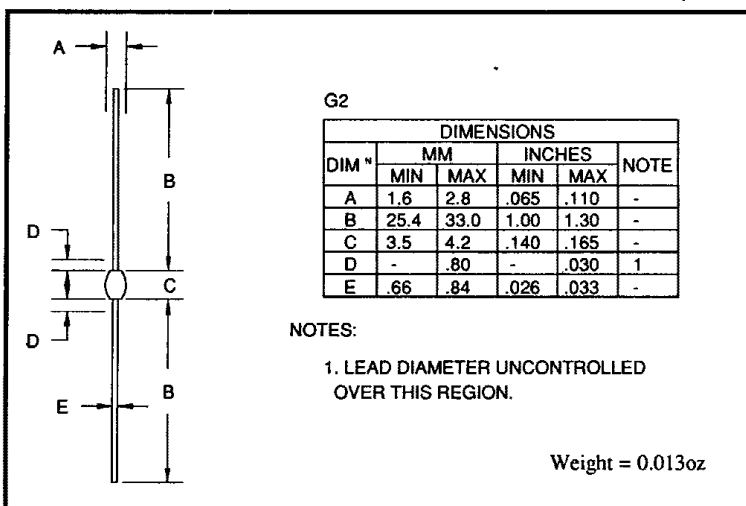 A
B
D
C
D
B
E
G2
DIMENSIONS
DIM N MM INCHES NOTE
MIN MAX MIN MAX
A 1.6 2.8 .065 .110 -
B 25.4 33.0 1.00 1.30 -
C 3.5 4.2 .140 .165 -
D - .80 - .030 1
E .66 .84 .026 .033 -
NOTES:
1. LEAD DIAMETER UNCONTROLLED
OVER THIS REGION.
Weight = 0.013oz